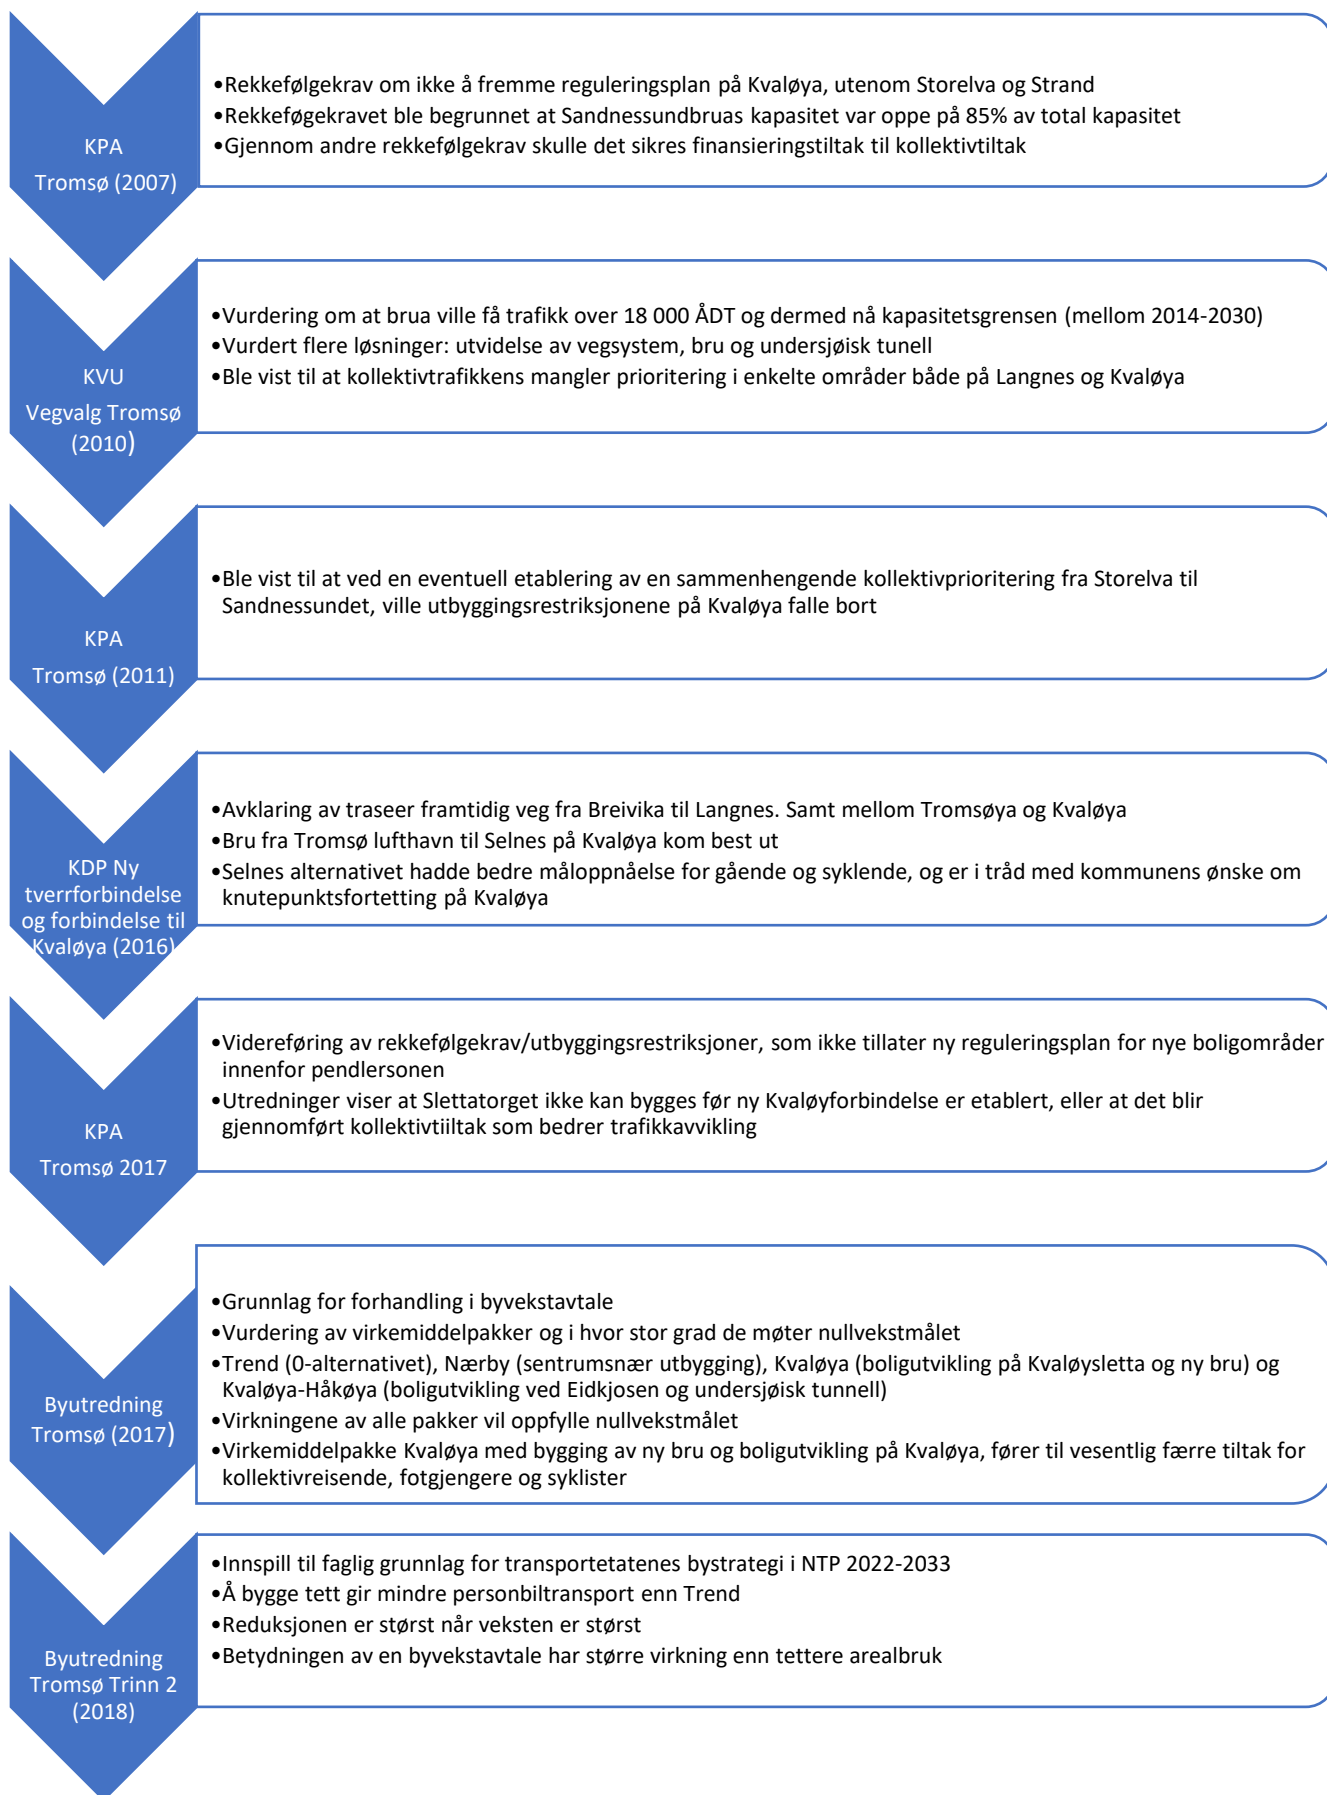 KPA
Tromsø (2007)
•Rekkefølgekrav om ikke å fremme reguleringsplan på Kvaløya, utenom Storelva og Strand
•Rekkeføgekravet ble begrunnet at Sandnessundbruas kapasitet var oppe på 85% av total kapasitet
•Gjennom andre rekkefølgekrav skulle det sikres finansieringstiltak til kollektivtiltak
KVU
Vegvalg Tromsø
(2010)
•Vurdering om at brua ville få trafikk over 18 000 ÅDT og dermed nå kapasitetsgrensen (mellom 2014-2030)
•Vurdert flere løsninger: utvidelse av vegsystem, bru og undersjøisk tunell
•Ble vist til at kollektivtrafikkens mangler prioritering i enkelte områder både på Langnes og Kvaløya
KPA
Tromsø (2011)
•Ble vist til at ved en eventuell etablering av en sammenhengende kollektivprioritering fra Storelva til
Sandnessundet, ville utbyggingsrestriksjonene på Kvaløya falle bort
KDP Ny
tverrforbindelse
og forbindelse til
Kvaløya (2016)
•Avklaring av traseer framtidig veg fra Breivika til Langnes. Samt mellom Tromsøya og Kvaløya
•Bru fra Tromsø lufthavn til Selnes på Kvaløya kom best ut
•Selnes alternativet hadde bedre måloppnåelse for gående og syklende, og er i tråd med kommunens ønske om
knutepunktsfortetting på Kvaløya
KPA
Tromsø 2017
•Videreføring av rekkefølgekrav/utbyggingsrestriksjoner, som ikke tillater ny reguleringsplan for nye boligområder
innenfor pendlersonen
•Utredninger viser at Slettatorget ikke kan bygges før ny Kvaløyforbindelse er etablert, eller at det blir
gjennomført kollektivtiiltak som bedrer trafikkavvikling
Byutredning
Tromsø (2017)
•Grunnlag for forhandling i byvekstavtale
•Vurdering av virkemiddelpakker og i hvor stor grad de møter nullvekstmålet
•Trend (0-alternativet), Nærby (sentrumsnær utbygging), Kvaløya (boligutvikling på Kvaløysletta og ny bru) og
Kvaløya-Håkøya (boligutvikling ved Eidkjosen og undersjøisk tunnell)
•Virkningene av alle pakker vil oppfylle nullvekstmålet
•Virkemiddelpakke Kvaløya med bygging av ny bru og boligutvikling på Kvaløya, fører til vesentlig færre tiltak for
kollektivreisende, fotgjengere og syklister
Byutredning
Tromsø Trinn 2
(2018)
•Innspill til faglig grunnlag for transportetatenes bystrategi i NTP 2022-2033
•Å bygge tett gir mindre personbiltransport enn Trend
•Reduksjonen er størst når veksten er størst
•Betydningen av en byvekstavtale har større virkning enn tettere arealbruk